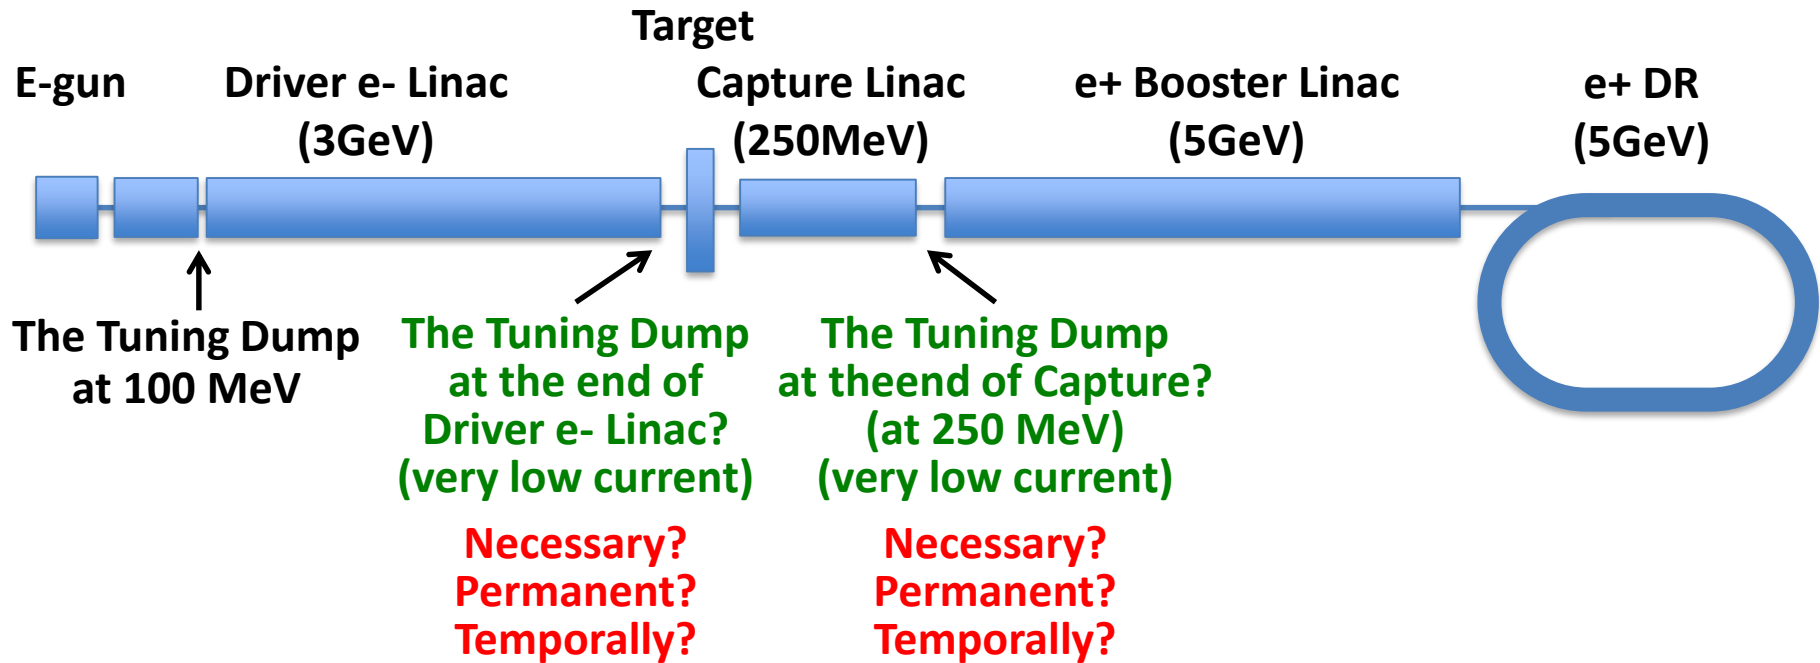 Target
E-gun
Driver e- Linac
(3GeV)
Capture Linac
(250MeV)
e+ Booster Linac
(5GeV)
e+ DR
(5GeV)
The Tuning Dump
at 100 MeV
The Tuning Dump
at the end of
Driver e- Linac?
(very low current)
Necessary?
Permanent?
Temporally?
The Tuning Dump
at theend of Capture?
(at 250 MeV)
(very low current)
Necessary?
Permanent?
Temporally?